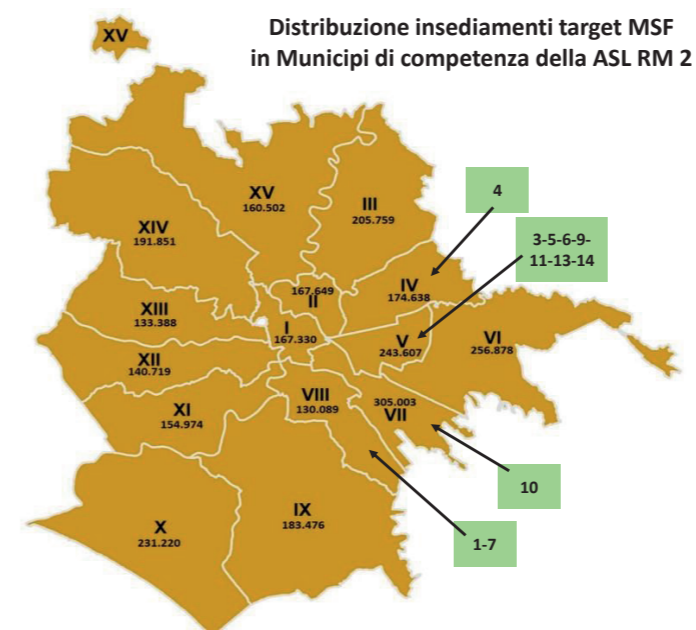 Distribuzione insediamenti target MSF
in Municipi di competenza della ASL RM 2
XV
XV
160.502
III
205.759
4
XIV
191.851
3-5-6-9-
11-13-14
167.649
II
IV
174.638
XIII
133.388
I
167.330
V
243.607
VI
256.878
XII
140.719
VIII
130.089
305.003
VII
XI
154.974
10
IX
183.476
X
231.220
1-7